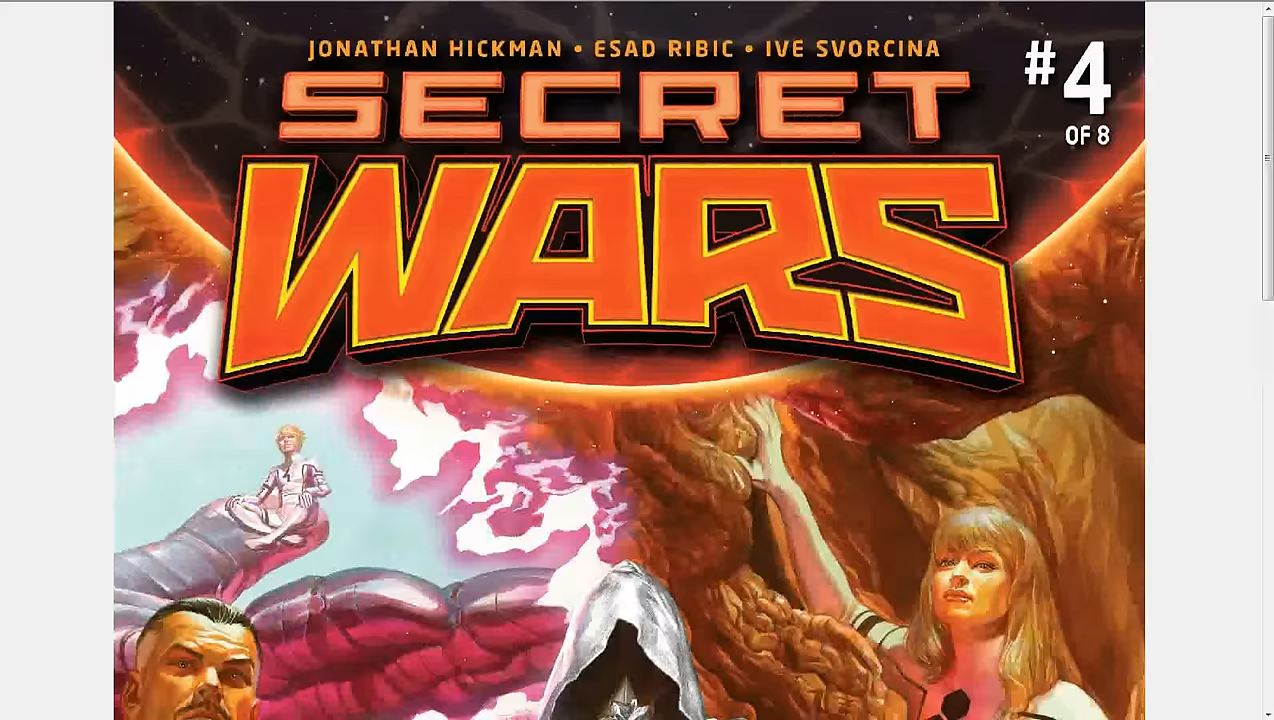 JONATHAN HICKMAN • ESAD RIBIC • IVE SVORCINA
SECRET
WARS
#4
OF 8